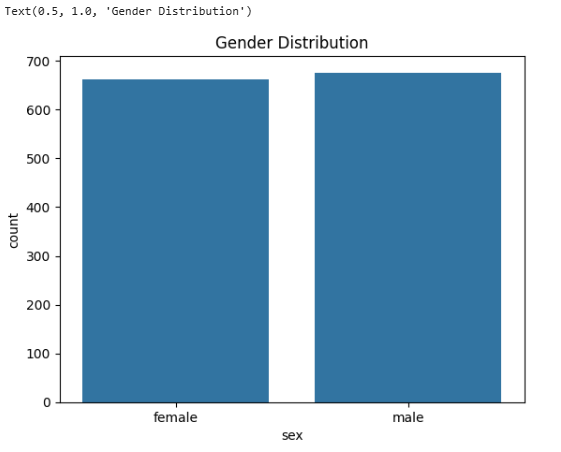 Text(0.5, 1.0, 'Gender Distribution')
Gender Distribution
700
600
500
400
300
200
100
0
count
female male
sex